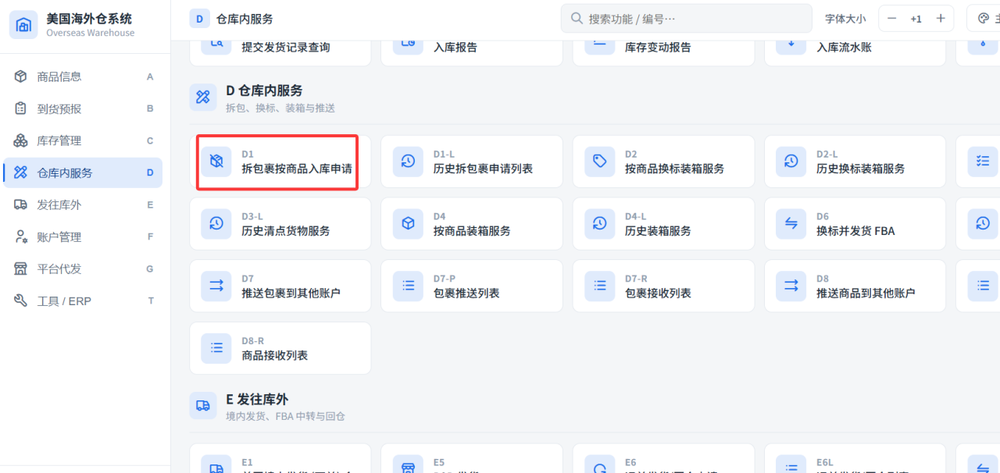 美国海外仓系统
Overseas Warehouse
商品信息 A
到货预报 B
库存管理 C
仓库内服务 D
发往库外 E
账户管理 F
平台代发 G
工具 / ERP T
D 仓库内服务
搜索功能 / 编号…
字体大小
+1
提交发货记录查询
入库报告
库存变动报告
入库流水账
D 仓库内服务
拆包、换标、装箱与推送
D1
拆包裹按商品入库申请
D1-L
历史拆包裹申请列表
D2
按商品换标装箱服务
D2-L
历史换标装箱服务
D3-L
历史清点货物服务
D4
按商品装箱服务
D4-L
历史装箱服务
D6
换标并发货 FBA
D7
推送包裹到其他账户
D7-P
包裹推送列表
D7-R
包裹接收列表
D8
推送商品到其他账户
D8-R
商品接收列表
E 发往库外
境内发货、FBA 中转与回仓
E1
E5
E6
E6L